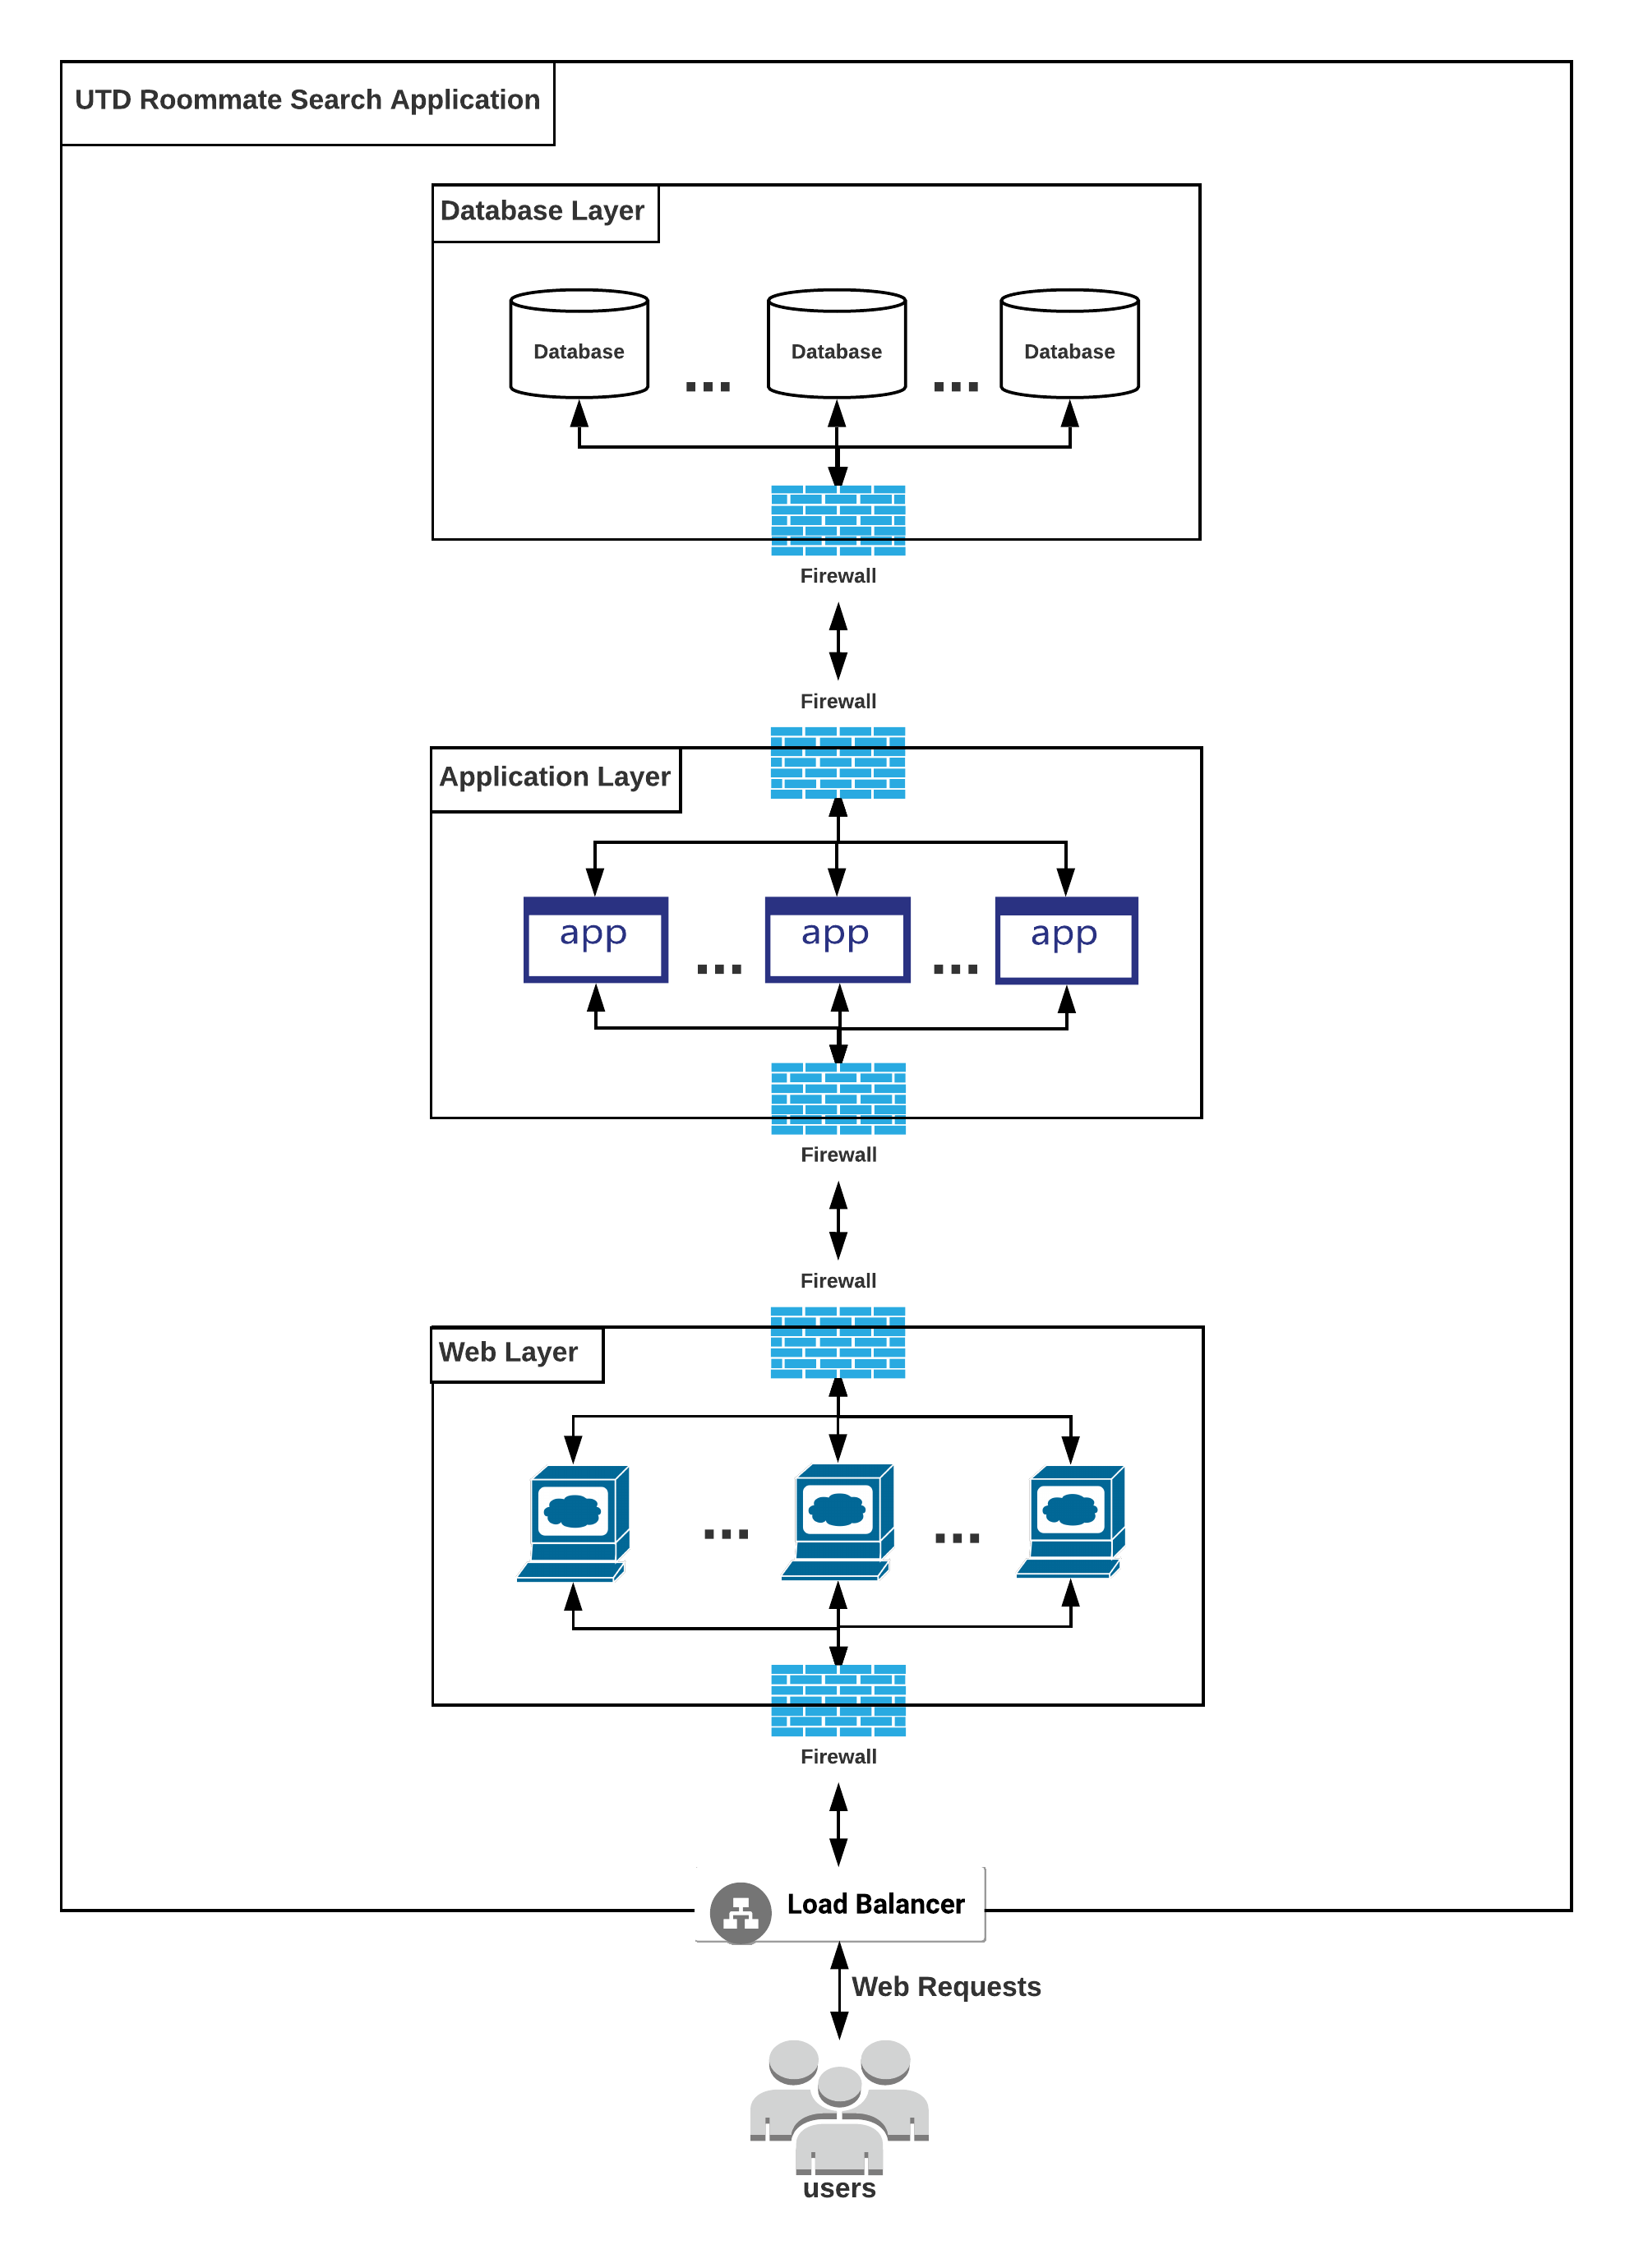 UTD Roommate Search Application
Database Layer
Database
Database
Database
...
...
Firewall
Firewall
Application Layer
app
app
app
...
...
Firewall
Firewall
Web Layer
...
...
Firewall
Load Balancer
Web Requests
users